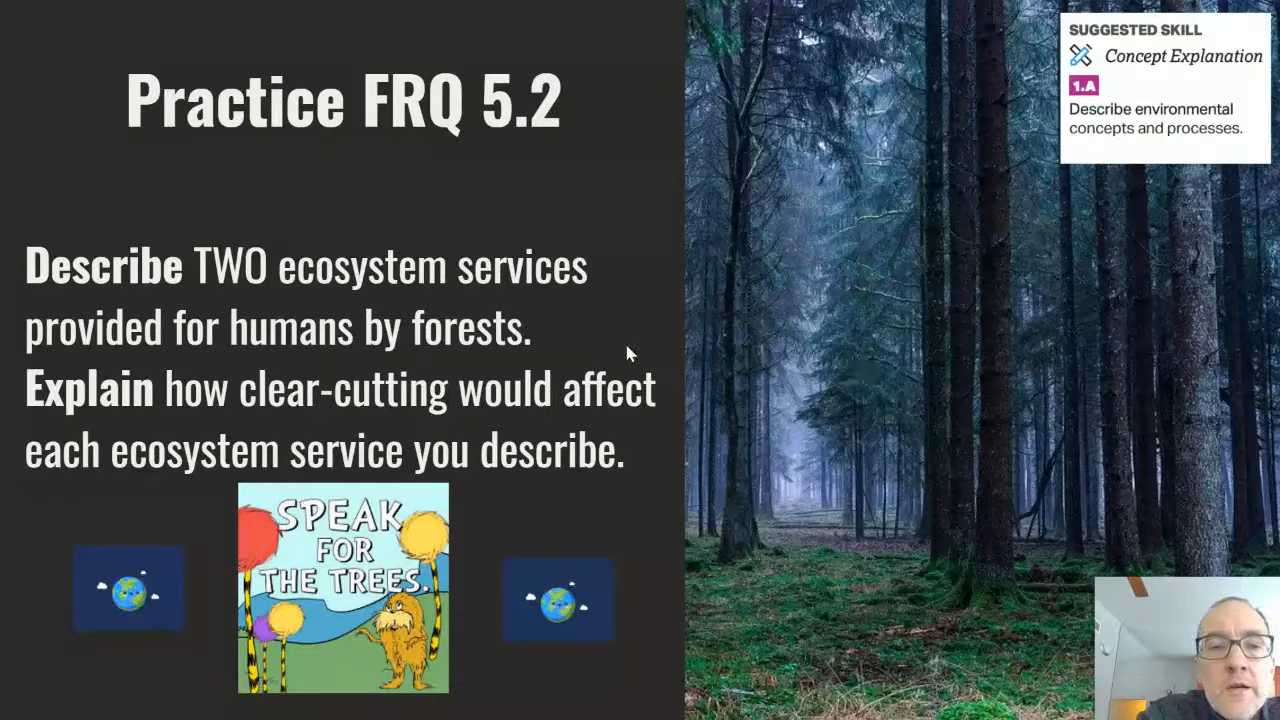 Practice FRQ 5.2
Describe TWO ecosystem services
provided for humans by forests.
Explain how clear-cutting would affect
each ecosystem service you describe.
SPEAK
FOR
THE TREES.
SUGGESTED SKILL
Concept Explanation
1.A
Describe environmental
concepts and processes.